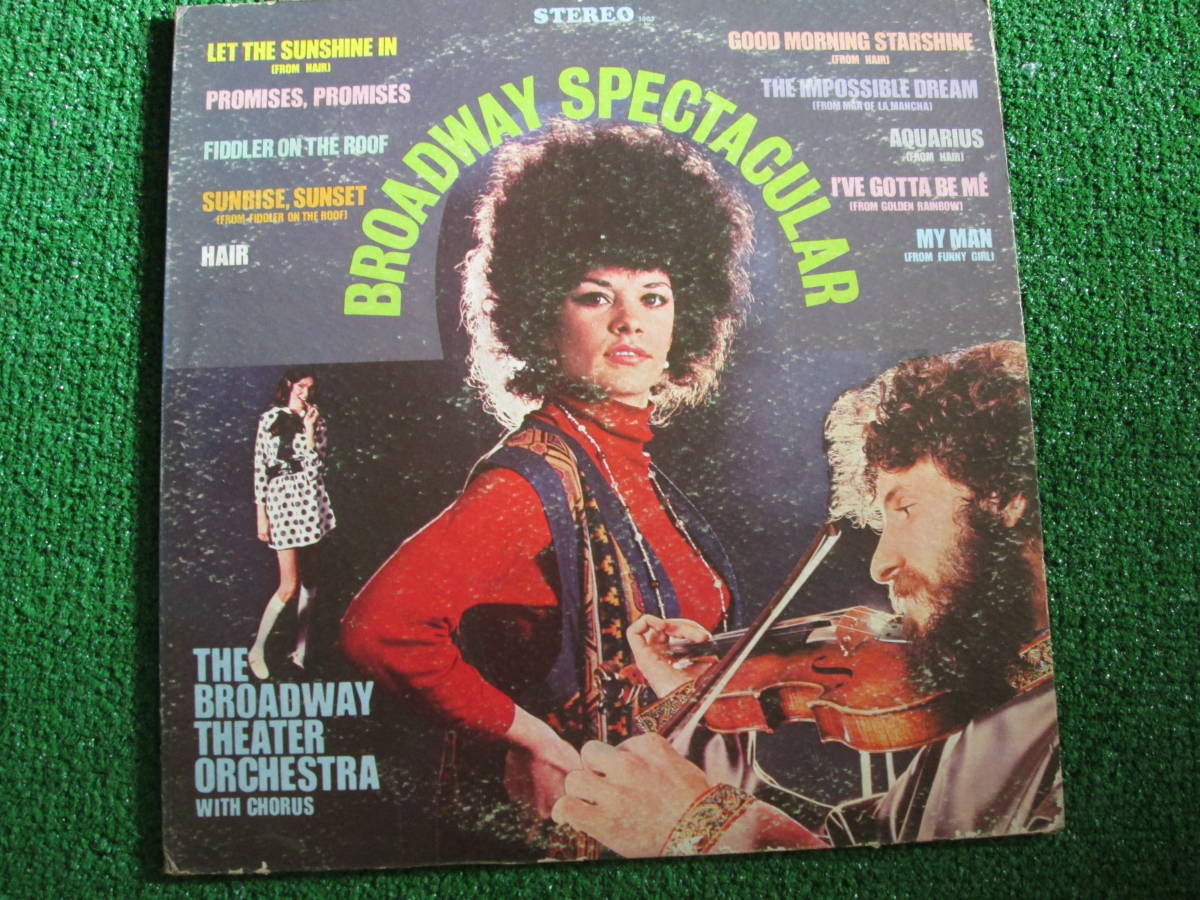 STEREO
LET THE SUNSHINE IN
(FROM HAIR)
PROMISES, PROMISES
FIDDLER ON THE ROOF
SUNRISE, SUNSET
(FROM FIDDLER ON THE ROOF)
HAIR
BROADWAY SPECTACULAR
GOOD MORNING STARSHINE
(FROM HAIR)
THE IMPOSSIBLE DREAM
(FROM MAN OF LA MANCHA)
AQUARIUS
(FROM HAIR)
I'VE GOTTA BE ME
(FROM GOLDEN RAINBOW)
MY MAN
(FROM FUNNY GIRL)
THE
BROADWAY
THEATER
ORCHESTRA
WITH CHORUS